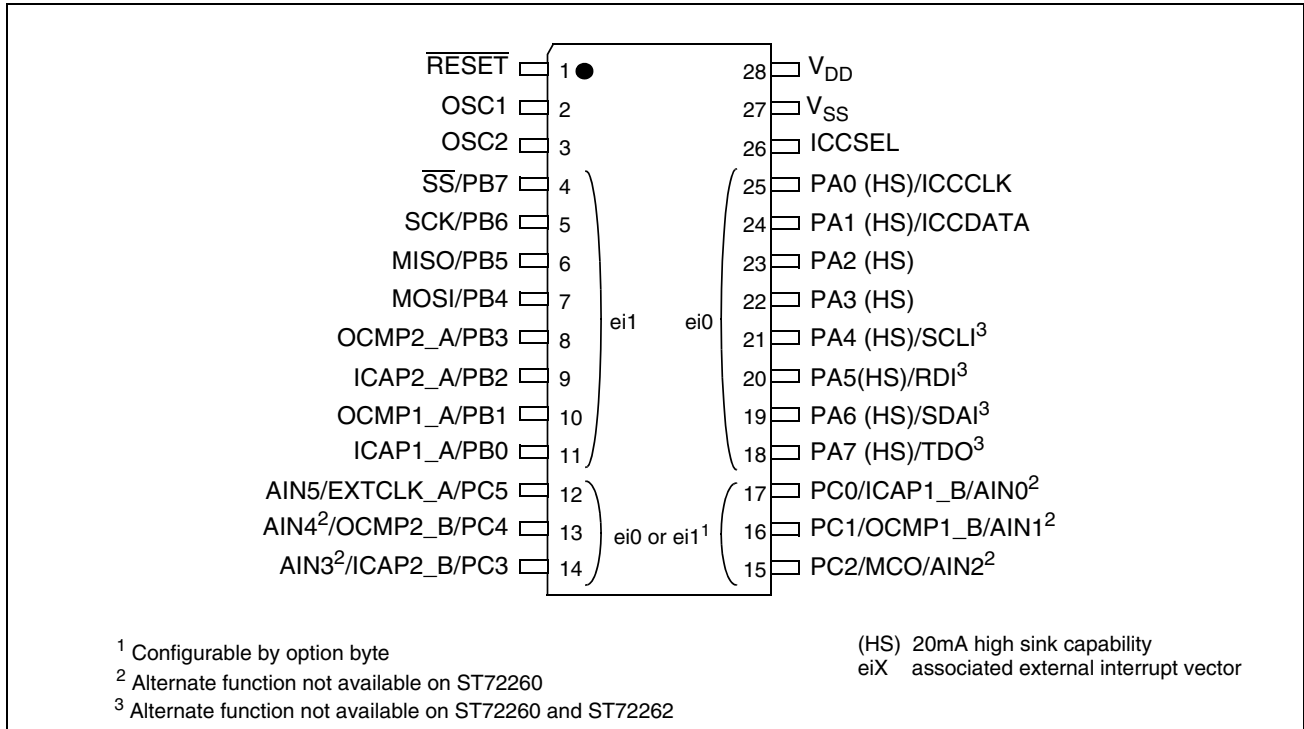 RESET 1 28 VDD
OSC1 2 27 VSS
OSC2 3 26 ICCSEL
SS/PB7 4 25 PA0 (HS)/ICCCLK
SCK/PB6 5 24 PA1 (HS)/ICCDATA
MISO/PB5 6 23 PA2 (HS)
MOSI/PB4 7 22 PA3 (HS)
ei1 ei0
OCMP2_A/PB3 8 21 PA4 (HS)/SCLI³
ICAP2_A/PB2 9 20 PA5(HS)/RDI³
OCMP1_A/PB1 10 19 PA6 (HS)/SDAI³
ICAP1_A/PB0 11 18 PA7 (HS)/TDO³
AIN5/EXTCLK_A/PC5 12 17 PC0/ICAP1_B/AIN0²
AIN4²/OCMP2_B/PC4 13 ei0 or ei1¹ 16 PC1/OCMP1_B/AIN1²
AIN3²/ICAP2_B/PC3 14 15 PC2/MCO/AIN2²
¹ Configurable by option byte
² Alternate function not available on ST72260
³ Alternate function not available on ST72260 and ST72262
(HS) 20mA high sink capability
eiX associated external interrupt vector